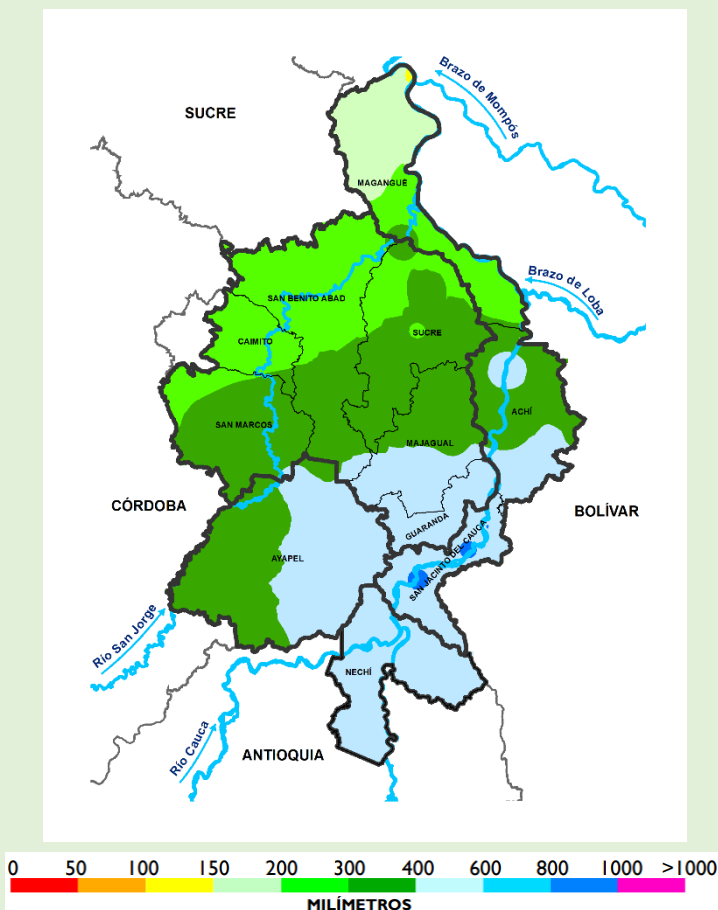 Brazo de Mompós
SUCRE
MAGANGUÉ
Brazo de Loba
SAN BENITO ABAD
SUCRE
CAIMITO
ACHÍ
SAN MARCOS
MAJAGUAL
CÓRDOBA
BOLÍVAR
GUARANDA
AYAPEL
SAN JACINTO DEL CAUCA
Río San Jorge
NECHÍ
Río Cauca
ANTIOQUIA
0 50 100 150 200 300 400 600 800 1000 >1000
MILÍMETROS